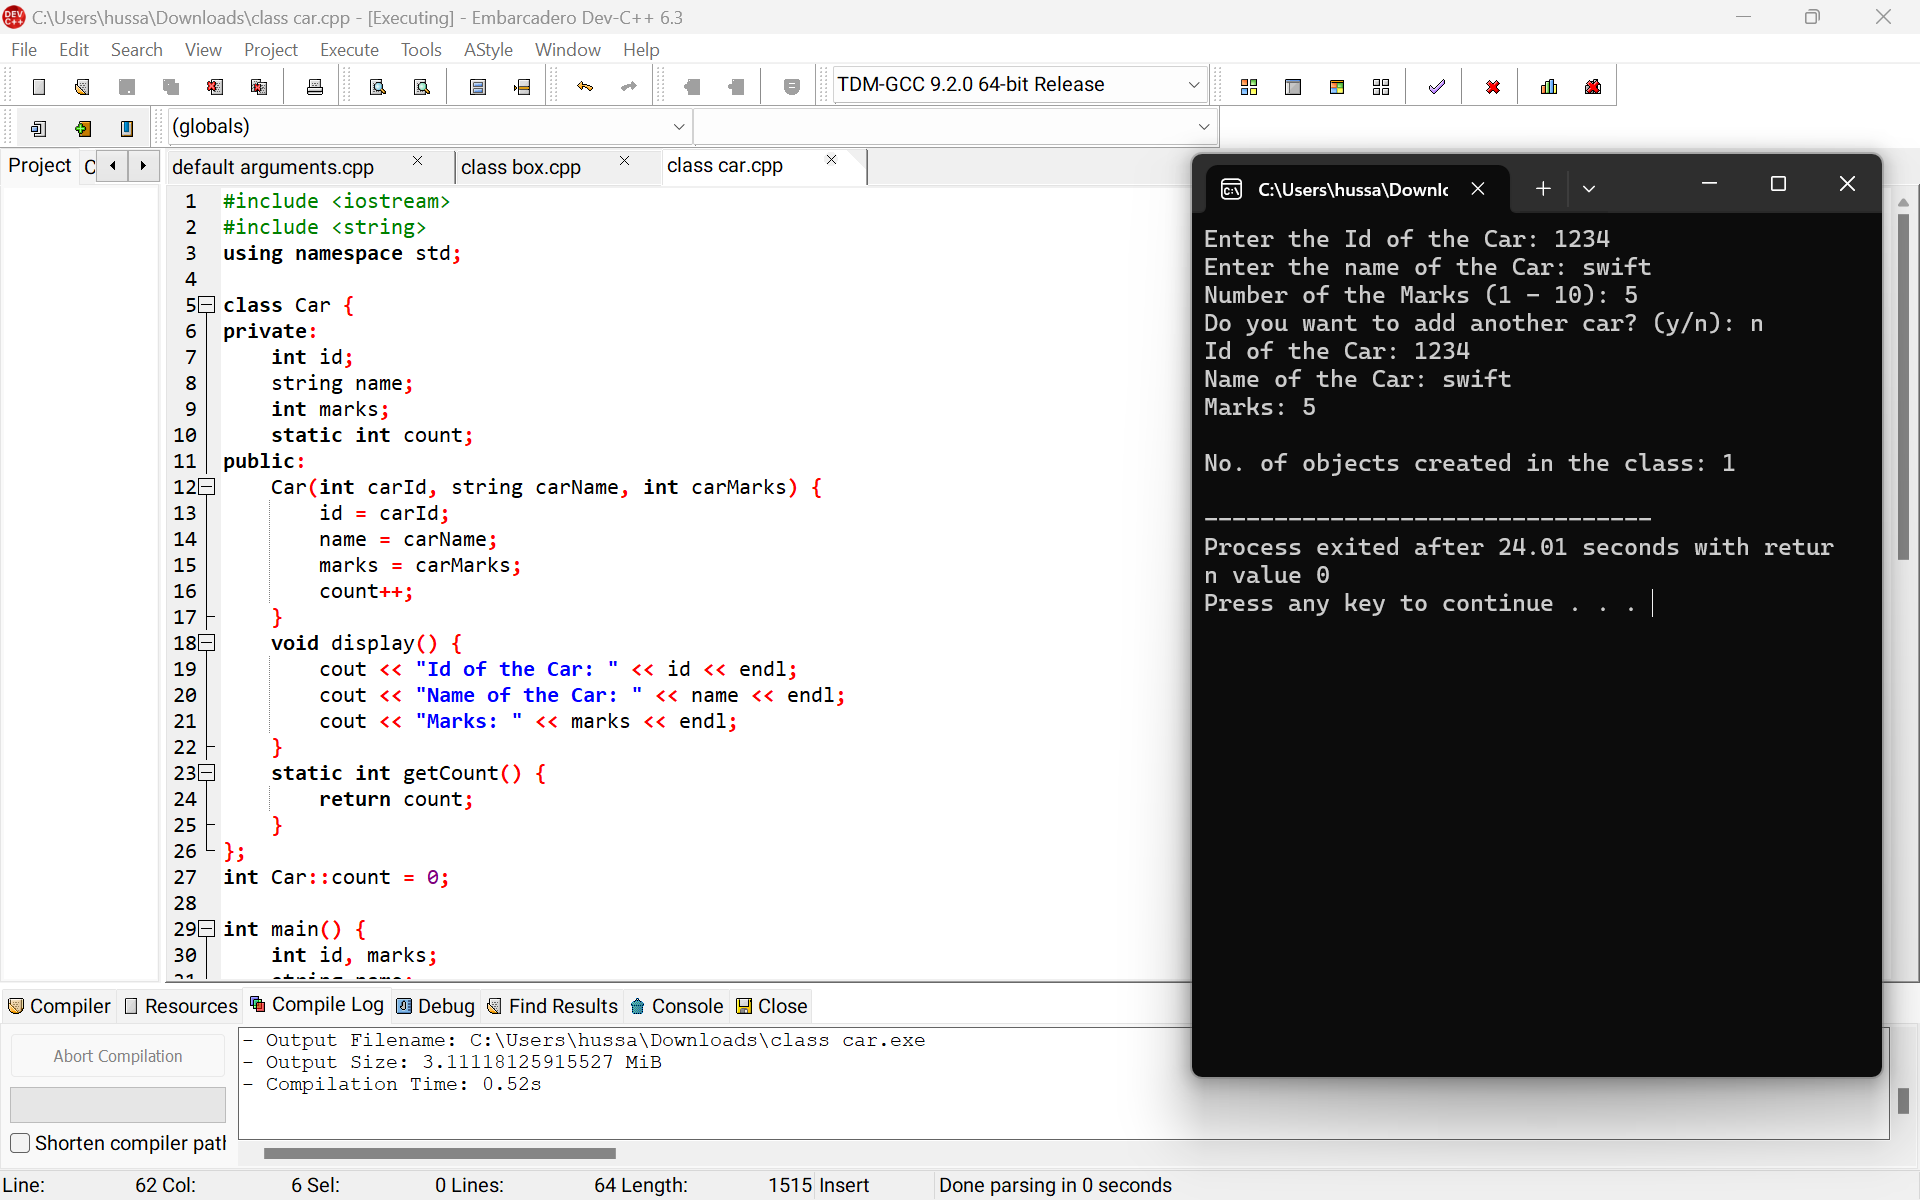 C:\Users\hussa\Downloads\class car.cpp - [Executing] - Embarcadero Dev-C++ 6.3
File Edit Search View Project Execute Tools AStyle Window Help
TDM-GCC 9.2.0 64-bit Release
(globals)
Project C
default arguments.cpp
class box.cpp
class car.cpp
1 #include <iostream>
2 #include <string>
3 using namespace std;
4
5 class Car {
6 private:
7 int id;
8 string name;
9 int marks;
10 static int count;
11 public:
12 Car(int carId, string carName, int carMarks) {
13 id = carId;
14 name = carName;
15 marks = carMarks;
16 count++;
17 }
18 void display() {
19 cout << "Id of the Car: " << id << endl;
20 cout << "Name of the Car: " << name << endl;
21 cout << "Marks: " << marks << endl;
22 }
23 static int getCount() {
24 return count;
25 }
26 };
27 int Car::count = 0;
28
29 int main() {
30 int id, marks;
31 string name;
C:\Users\hussa\Downlc
Enter the Id of the Car: 1234
Enter the name of the Car: swift
Number of the Marks (1 - 10): 5
Do you want to add another car? (y/n): n
Id of the Car: 1234
Name of the Car: swift
Marks: 5
No. of objects created in the class: 1
--------------------------------
Process exited after 24.01 seconds with retur
n value 0
Press any key to continue . . .
Compiler Resources Compile Log Debug Find Results Console Close
Abort Compilation
Shorten compiler path
- Output Filename: C:\Users\hussa\Downloads\class car.exe
- Output Size: 3.11118125915527 MiB
- Compilation Time: 0.52s
Line: 62 Col: 6 Sel: 0 Lines: 64 Length: 1515 Insert Done parsing in 0 seconds